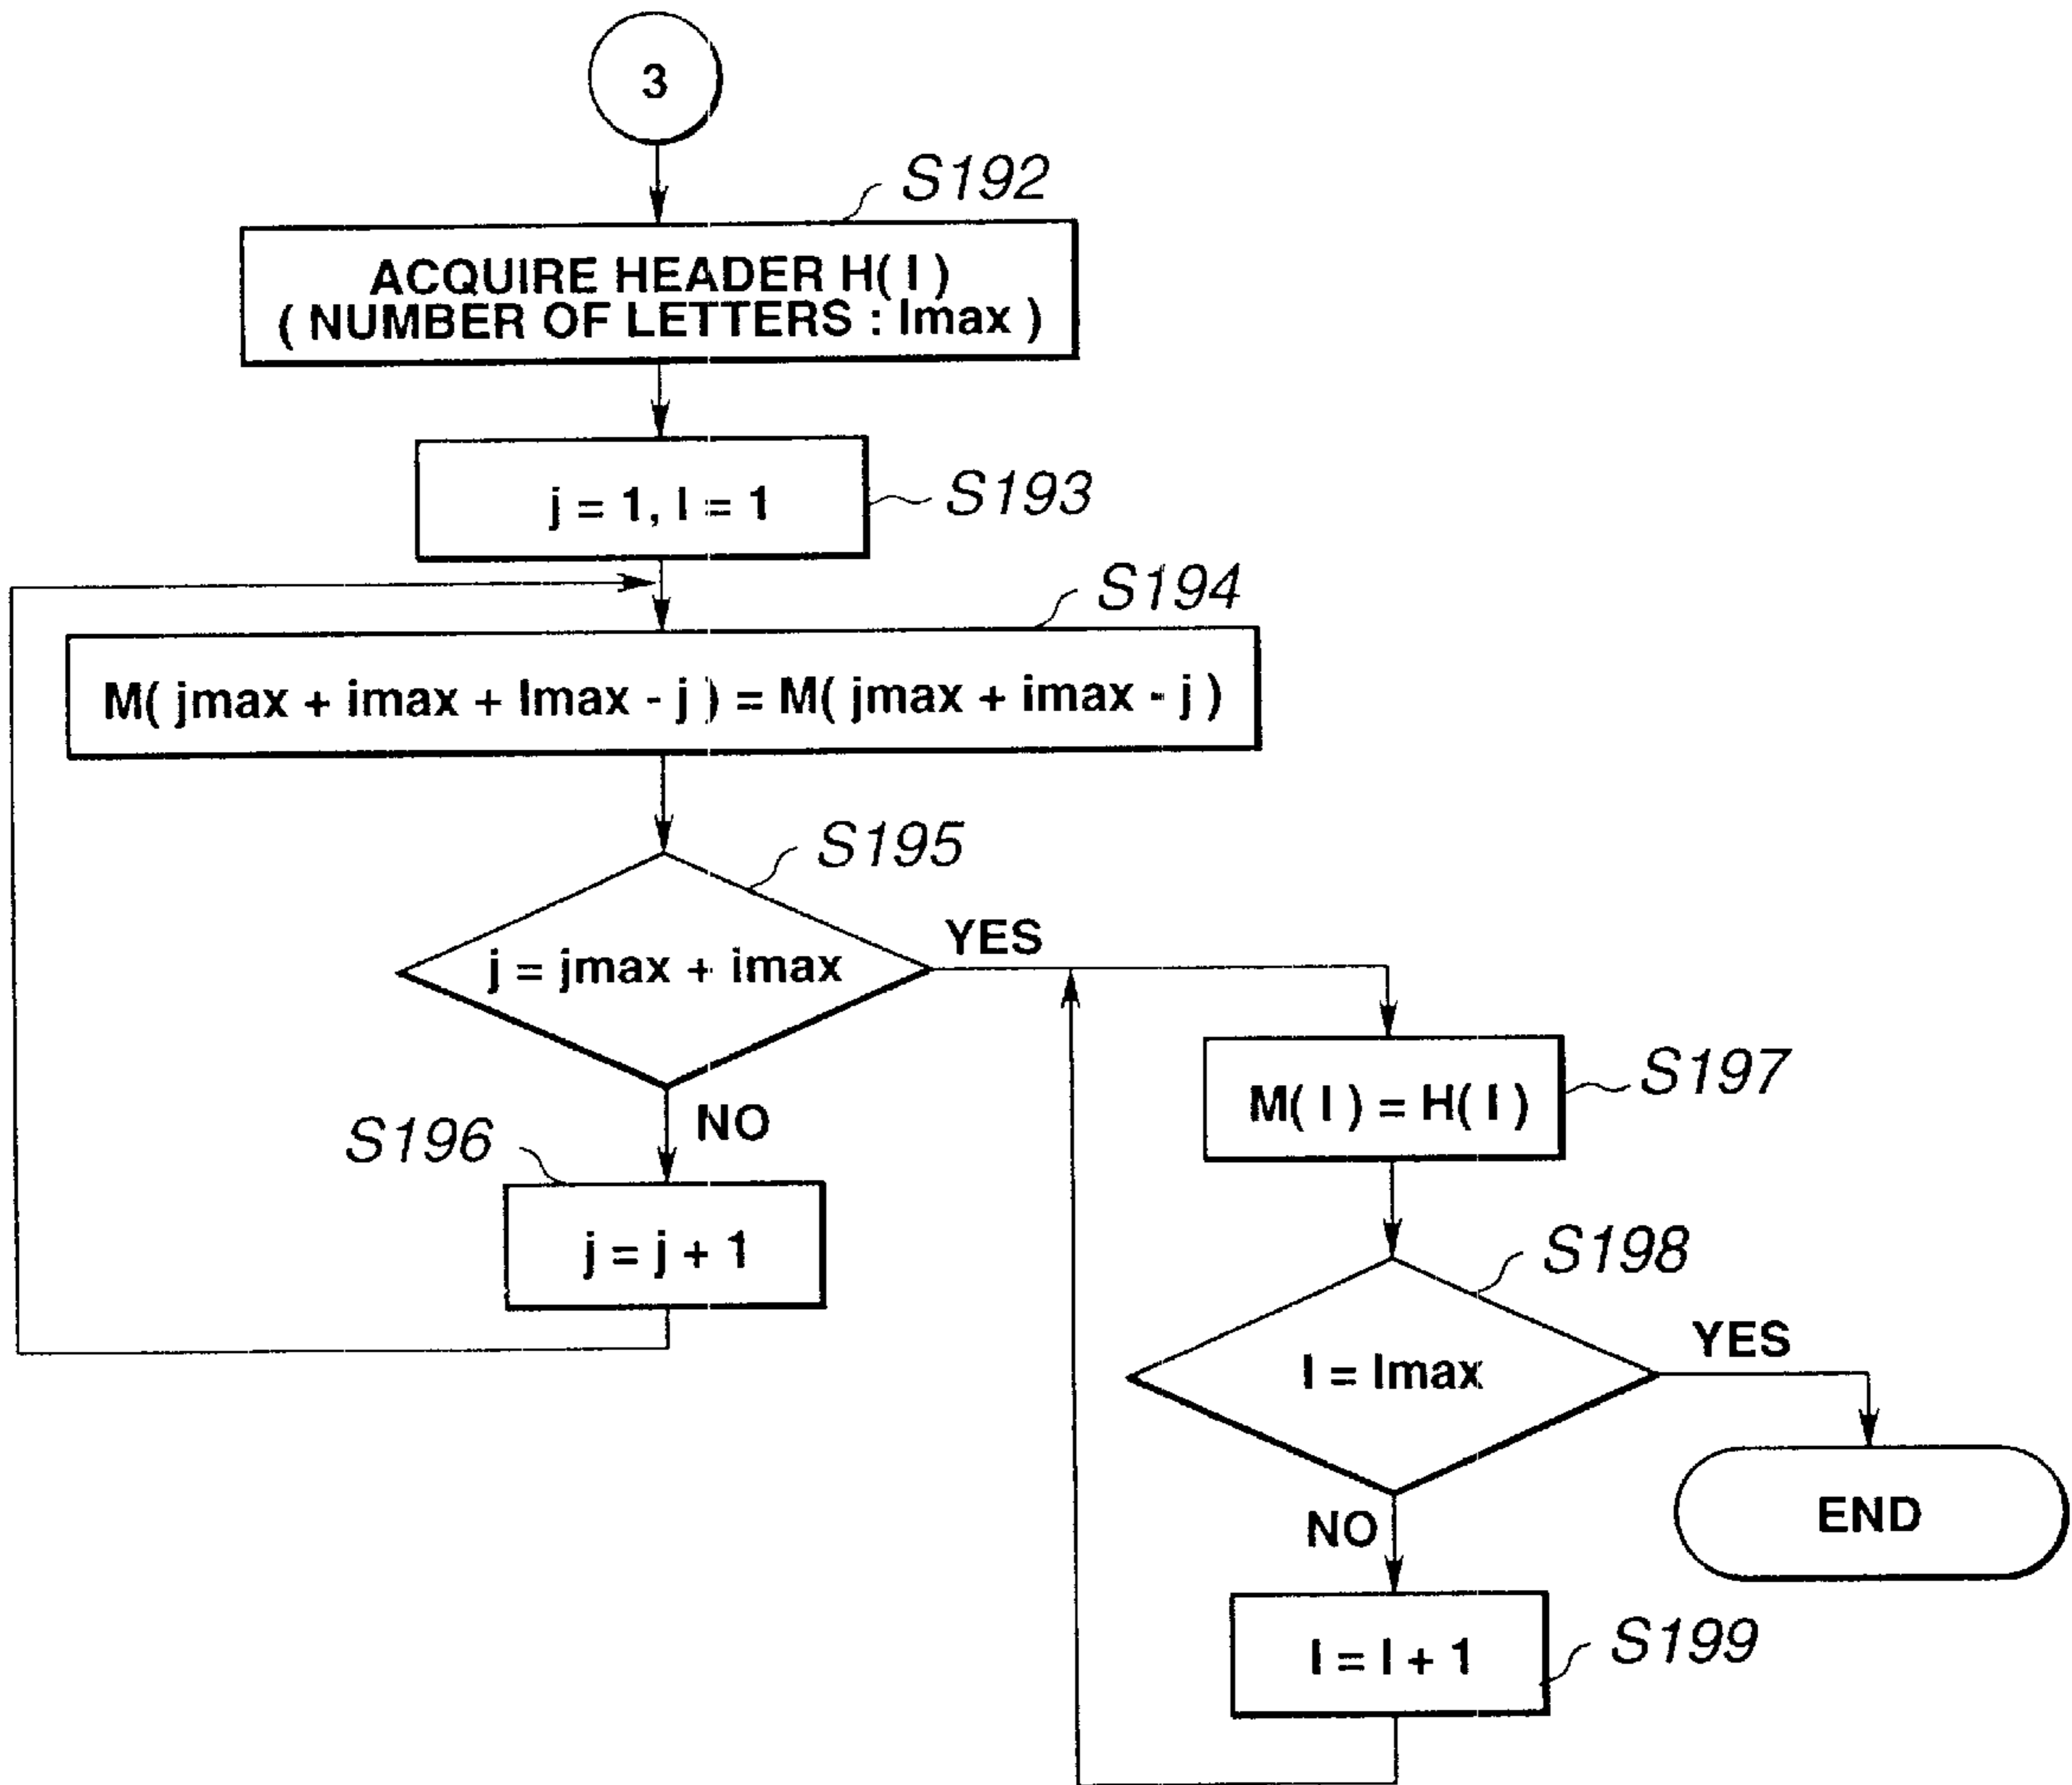 3
S192
ACQUIRE HEADER H( l )
( NUMBER OF LETTERS : lmax )
j = 1, l = 1
S193
S194
M( jmax + imax + lmax - j ) = M( jmax + imax - j )
S195
j = jmax + imax
YES
NO
S196
j = j + 1
S197
M( l ) = H( l )
S198
l = lmax
YES
NO
END
l = l + 1
S199